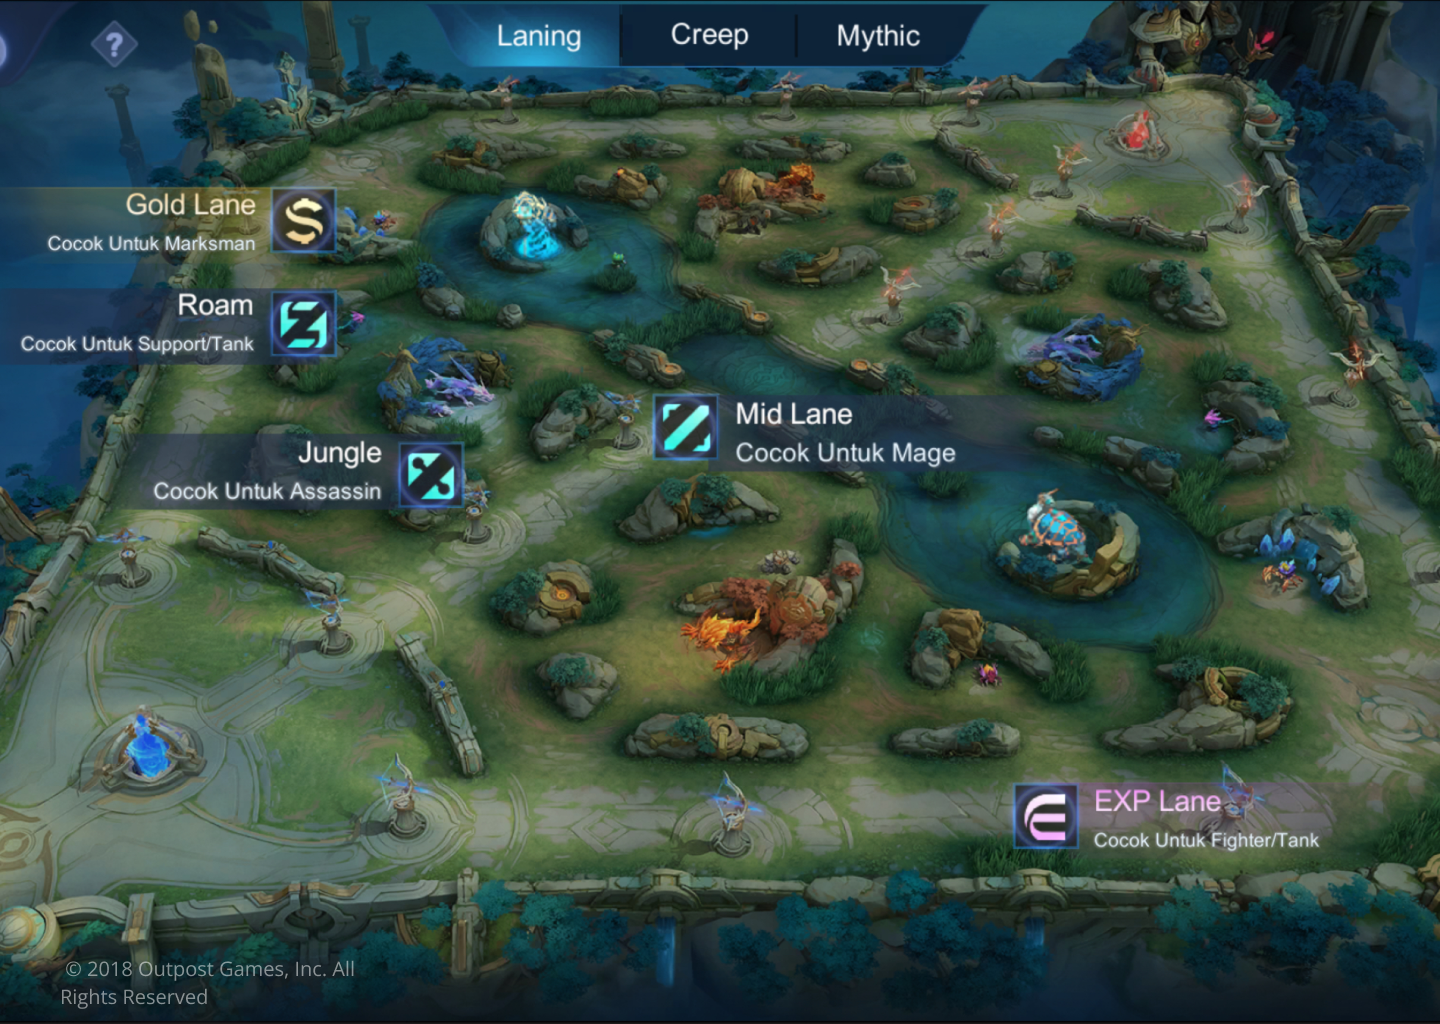 ?
Laning
Creep
Mythic
Gold Lane
Cocok Untuk Marksman
Roam
Cocok Untuk Support/Tank
Mid Lane
Cocok Untuk Mage
Jungle
Cocok Untuk Assassin
EXP Lane
Cocok Untuk Fighter/Tank
© 2018 Outpost Games, Inc. All
Rights Reserved